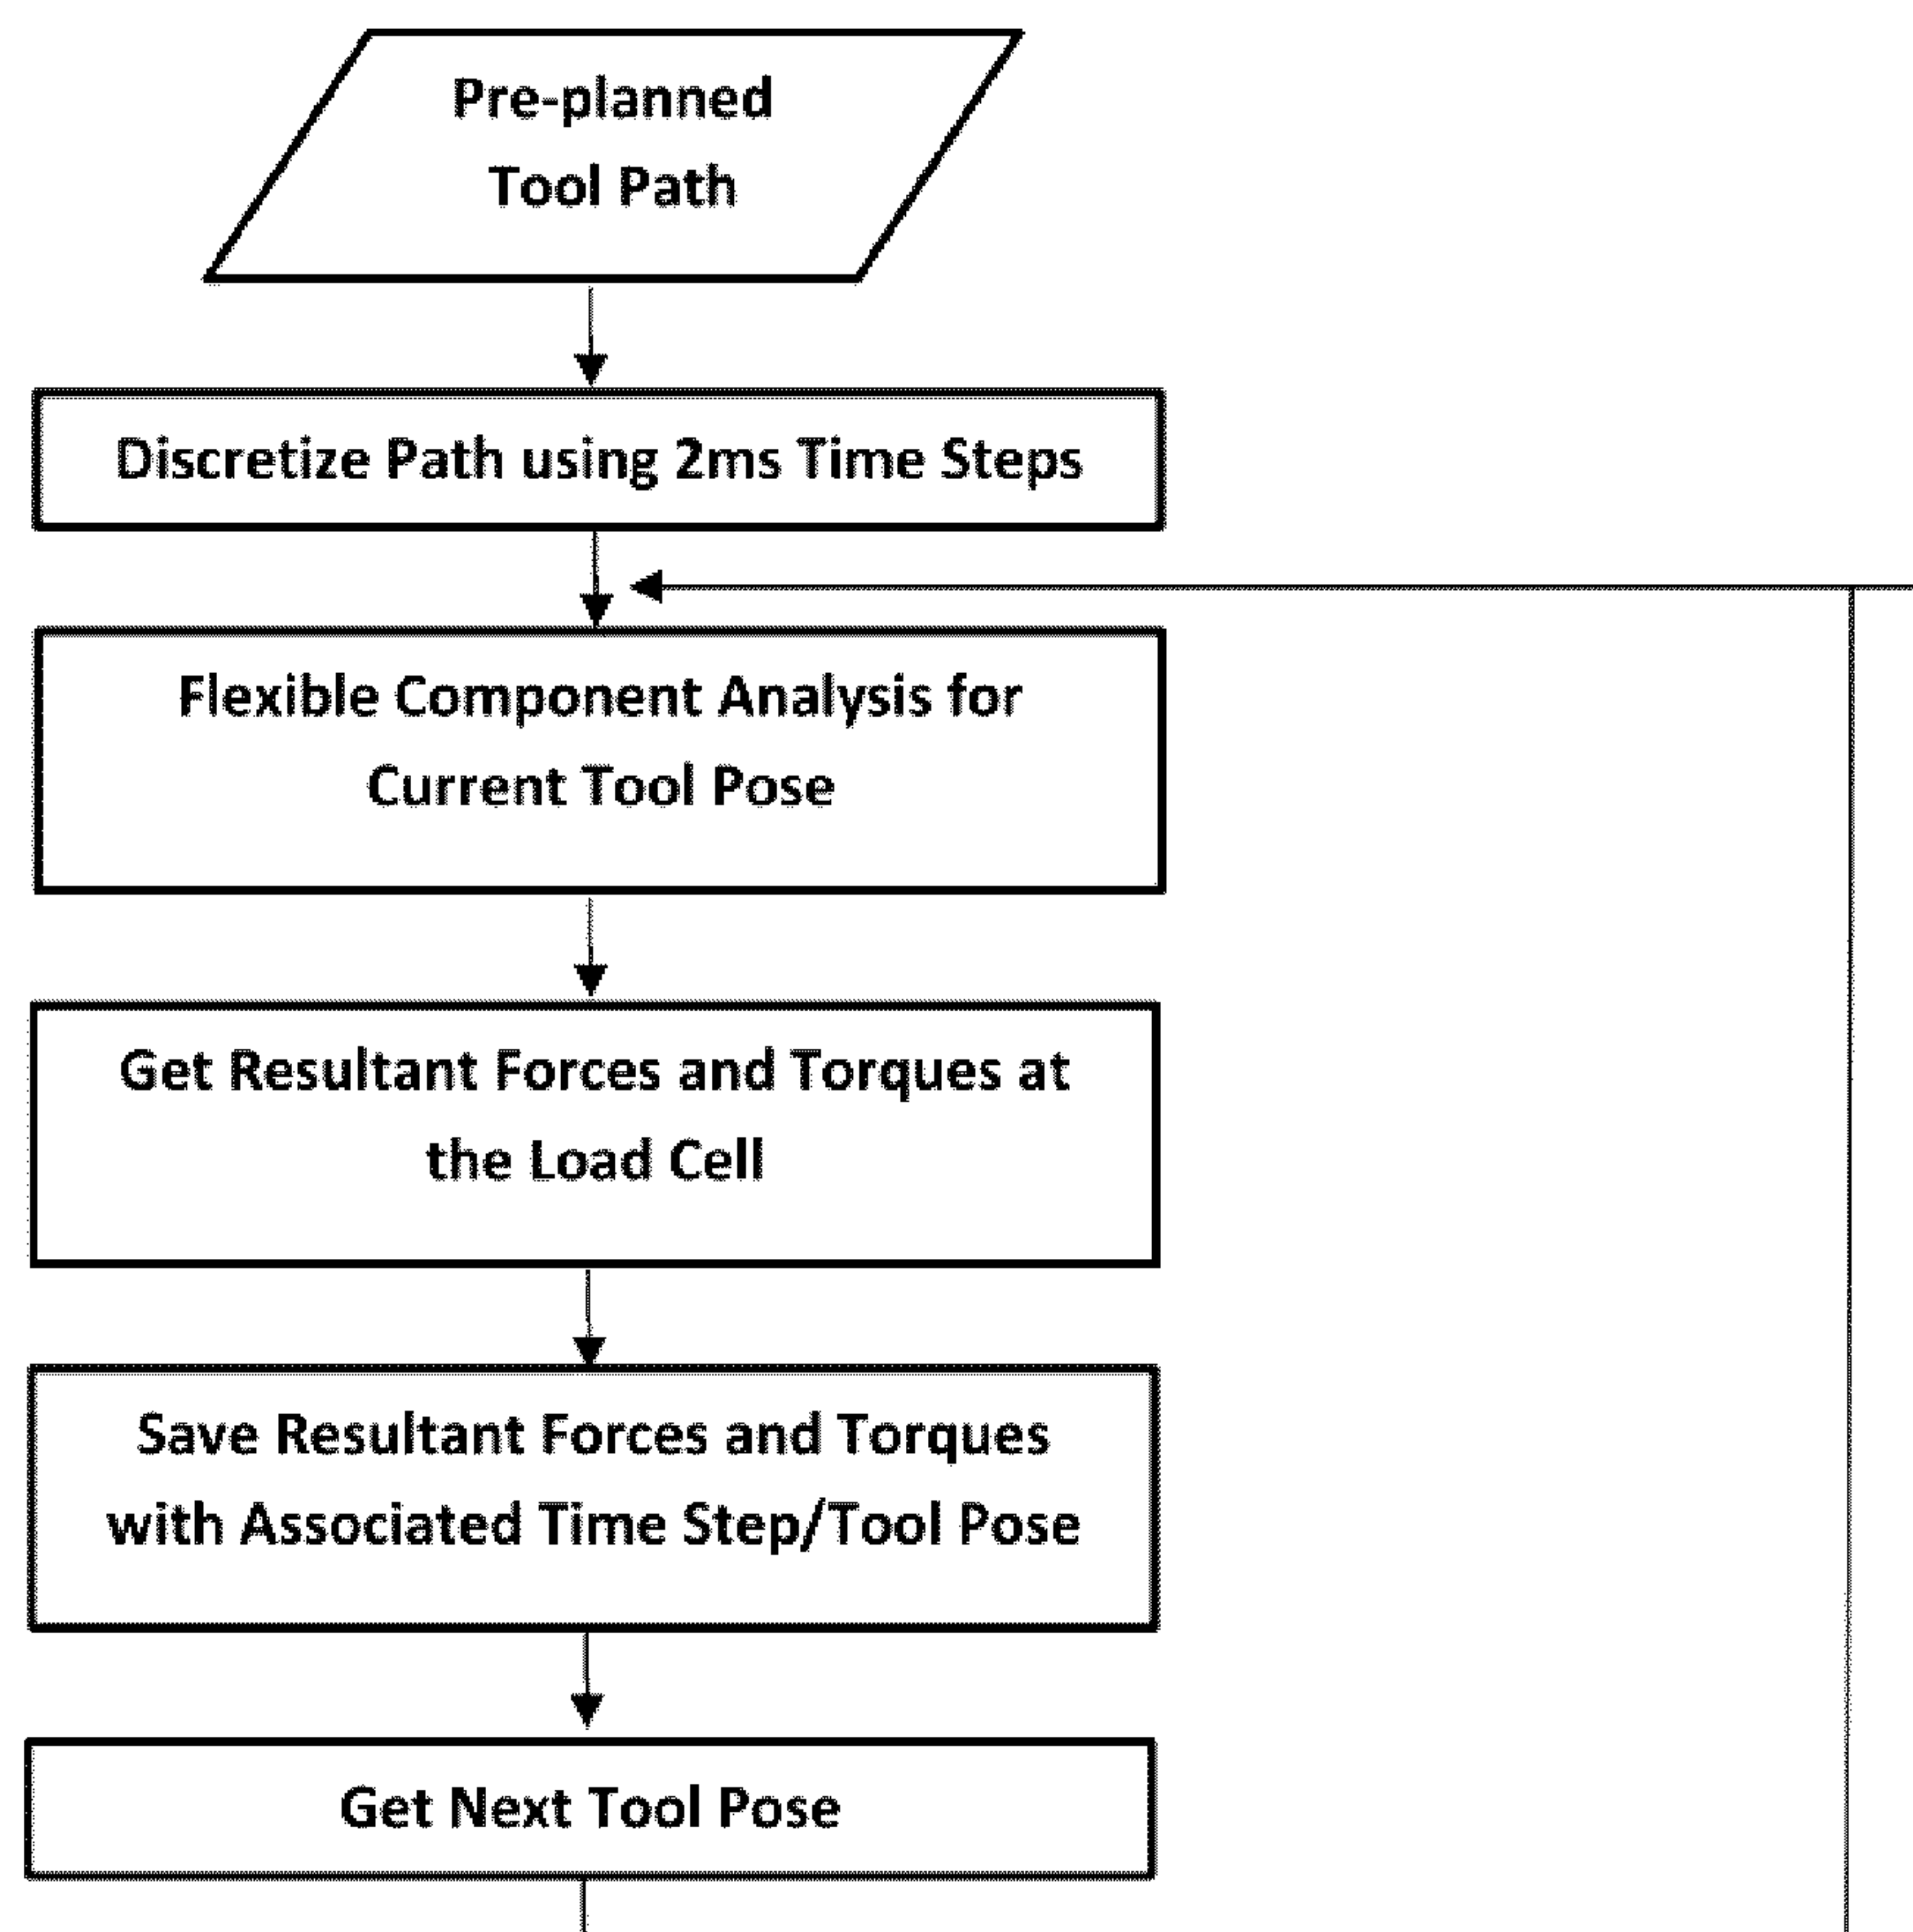 Pre-planned
Tool Path
Discretize Path using 2ms Time Steps
Flexible Component Analysis for
Current Tool Pose
Get Resultant Forces and Torques at
the Load Cell
Save Resultant Forces and Torques
with Associated Time Step/Tool Pose
Get Next Tool Pose